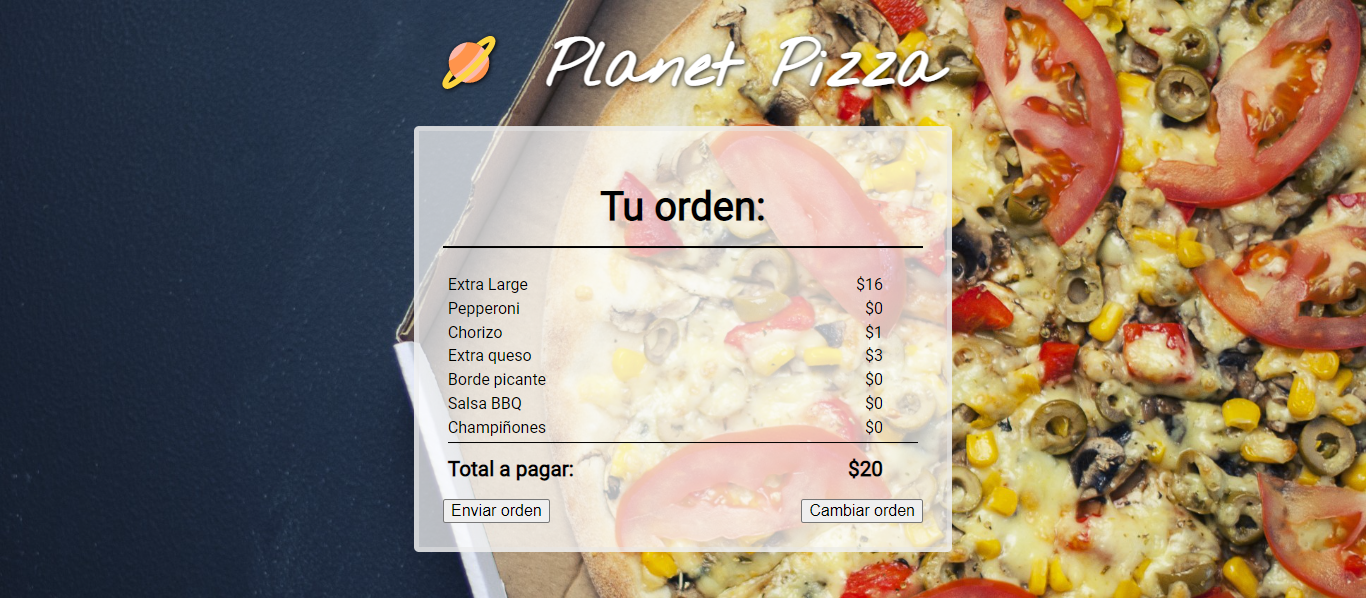 Planet Pizza
Tu orden:
Extra Large $16
Pepperoni $0
Chorizo $1
Extra queso $3
Borde picante $0
Salsa BBQ $0
Champiñones $0
Total a pagar: $20
Enviar orden Cambiar orden